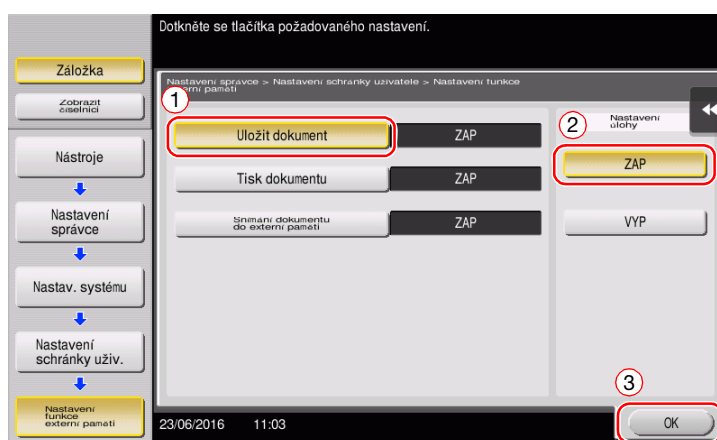 Dotkněte se tlačítka požadovaného nastavení.
Záložka
Zobrazit
číselníci
Nástroje
Nastavení
správce
Nastav. systému
Nastavení
schránky uživ.
Nastavení
funkce
externí paměti
Nastavení správce > Nastavení schránky uživatele > Nastavení funkce
externí paměti
1
Uložit dokument
ZAP
Tisk dokumentu
ZAP
Snímání dokumentu
do externí paměti
ZAP
2
Nastavení
úlohy
ZAP
VYP
3
23/06/2016 11:03
OK